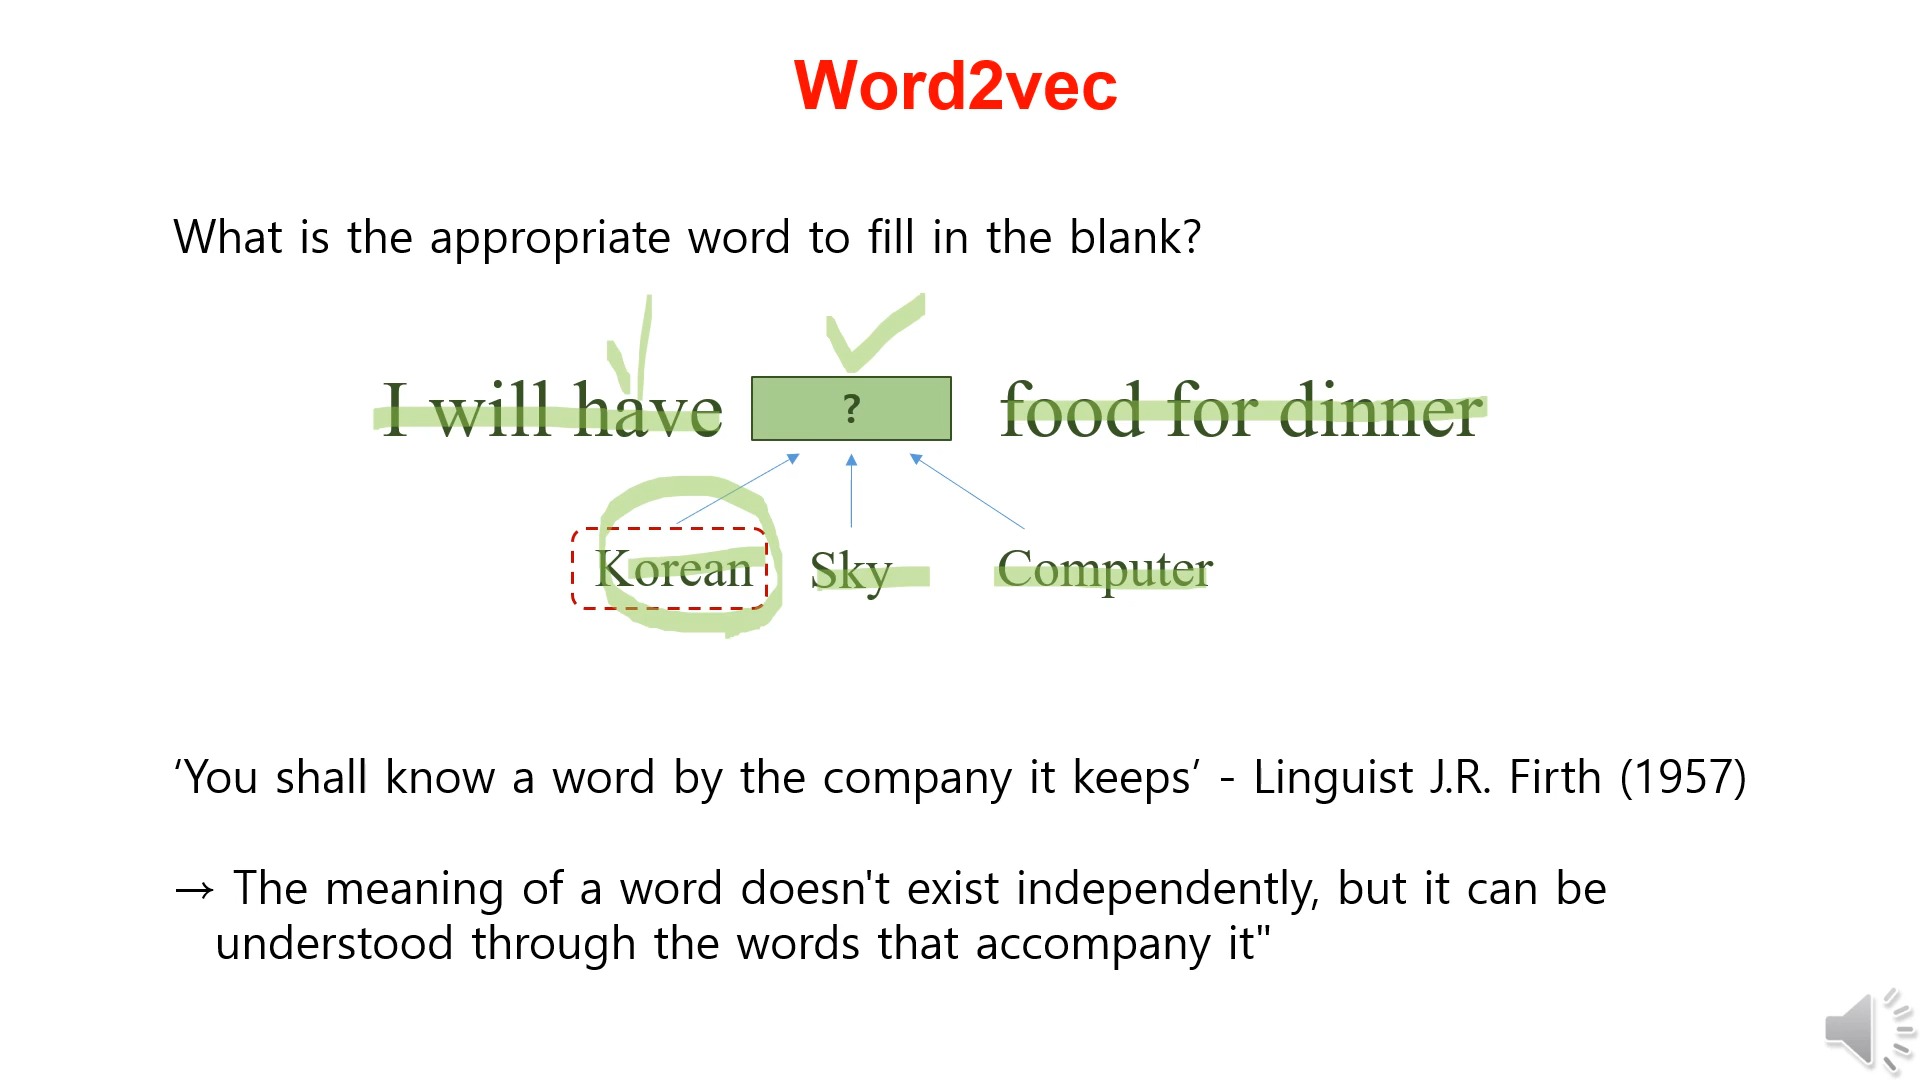 Word2vec
What is the appropriate word to fill in the blank?
I will have ? food for dinner
Korean Sky Computer
‘You shall know a word by the company it keeps’ - Linguist J.R. Firth (1957)
→ The meaning of a word doesn't exist independently, but it can be
understood through the words that accompany it"